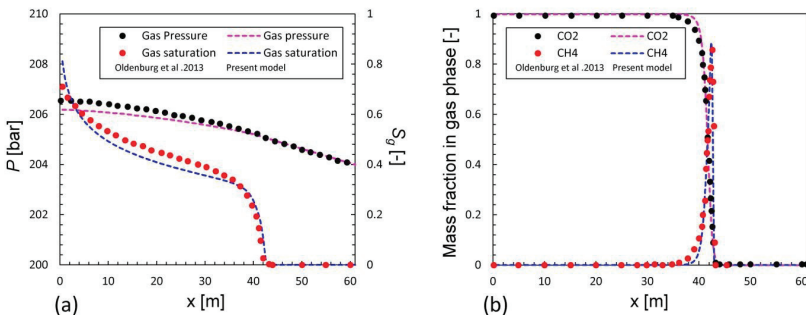 210
208
206
204
202
200
P [bar]
Gas Pressure
Gas pressure
Gas saturation
Gas saturation
Oldenburg et al .2013
Present model
1
0.8
0.6
0.4
0.2
0
Sg [-]
0 10 20 30 40 50 60
(a)
x [m]
Mass fraction in gas phase [-]
1
0.8
0.6
0.4
0.2
0
CO2
CO2
CH4
CH4
Oldenburg et al .2013
Present model
0 10 20 30 40 50 60
(b)
x [m]